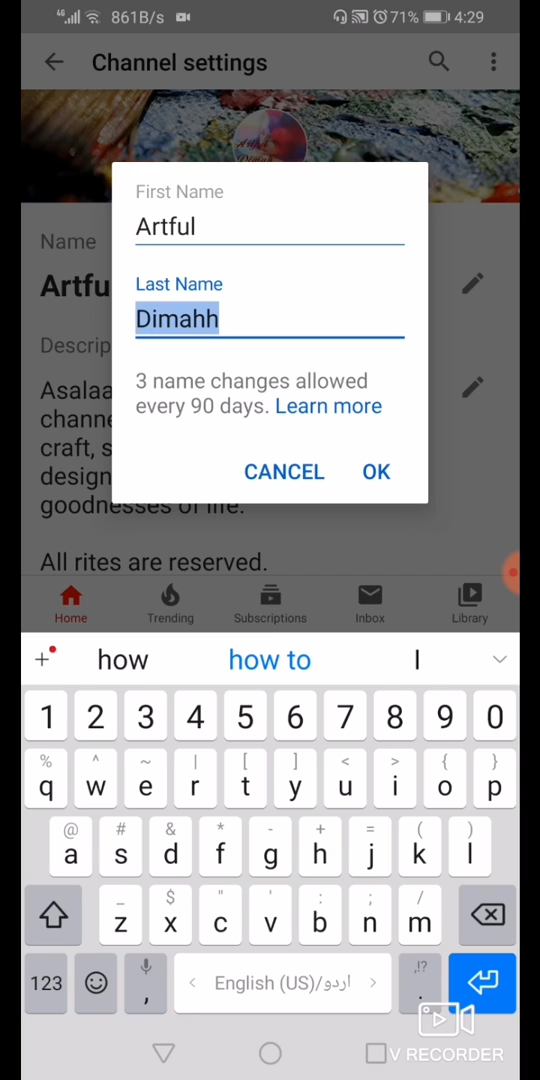 4G 861B/s 71% 4:29
Channel settings
Artful
First Name
Artful
Name
Artfu
Last Name
Dimahh
Descrip
Asalaa
channe
craft, s
design
goodnesses of life.
3 name changes allowed
every 90 days. Learn more
CANCEL OK
All rites are reserved.
Home Trending Subscriptions Inbox Library
+ how how to I
1 2 3 4 5 6 7 8 9 0
% ^ ~ | [ ] < > { }
q w e r t y u i o p
@ # & * - + = ( )
a s d f g h j k l
_ $ " ' : ; /
z x c v b n m
123 , < English (US)/اردو > ,!? .
V RECORDER